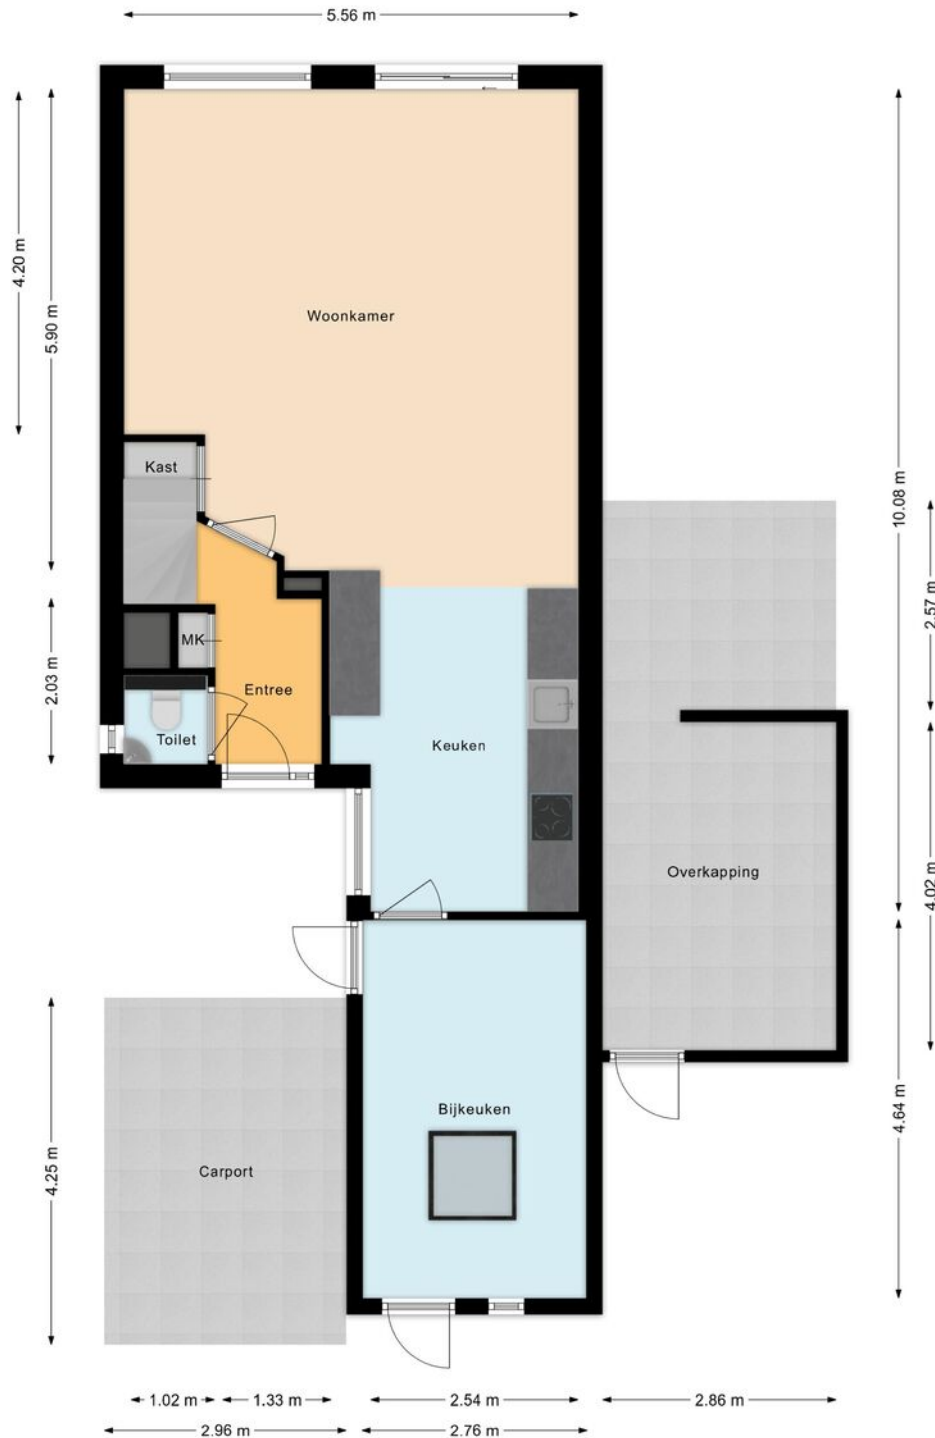 5.56 m
4.20 m
5.90 m
Woonkamer
10.08 m
Kast
2.57 m
MK
2.03 m
Entree
Toilet
Keuken
Overkapping
4.02 m
4.64 m
Bijkeuken
4.25 m
Carport
1.02 m
1.33 m
2.54 m
2.86 m
2.96 m
2.76 m